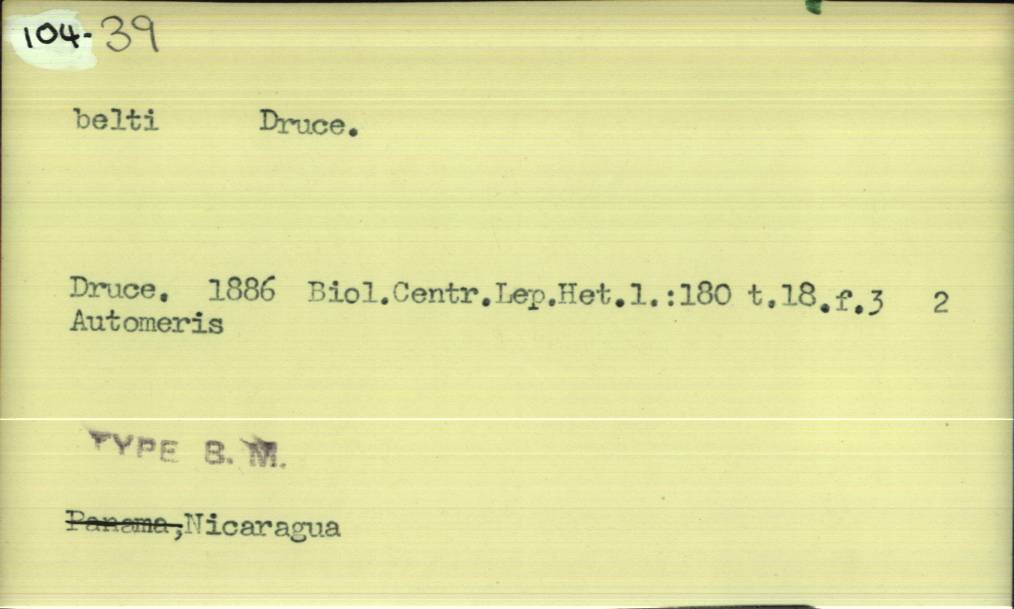 104-39
belti Druce.
Druce. 1886 Biol.Centr.Lep.Het.1.:180 t.18.f.3 2
Automeris
TYPE B.M.
Panama,Nicaragua